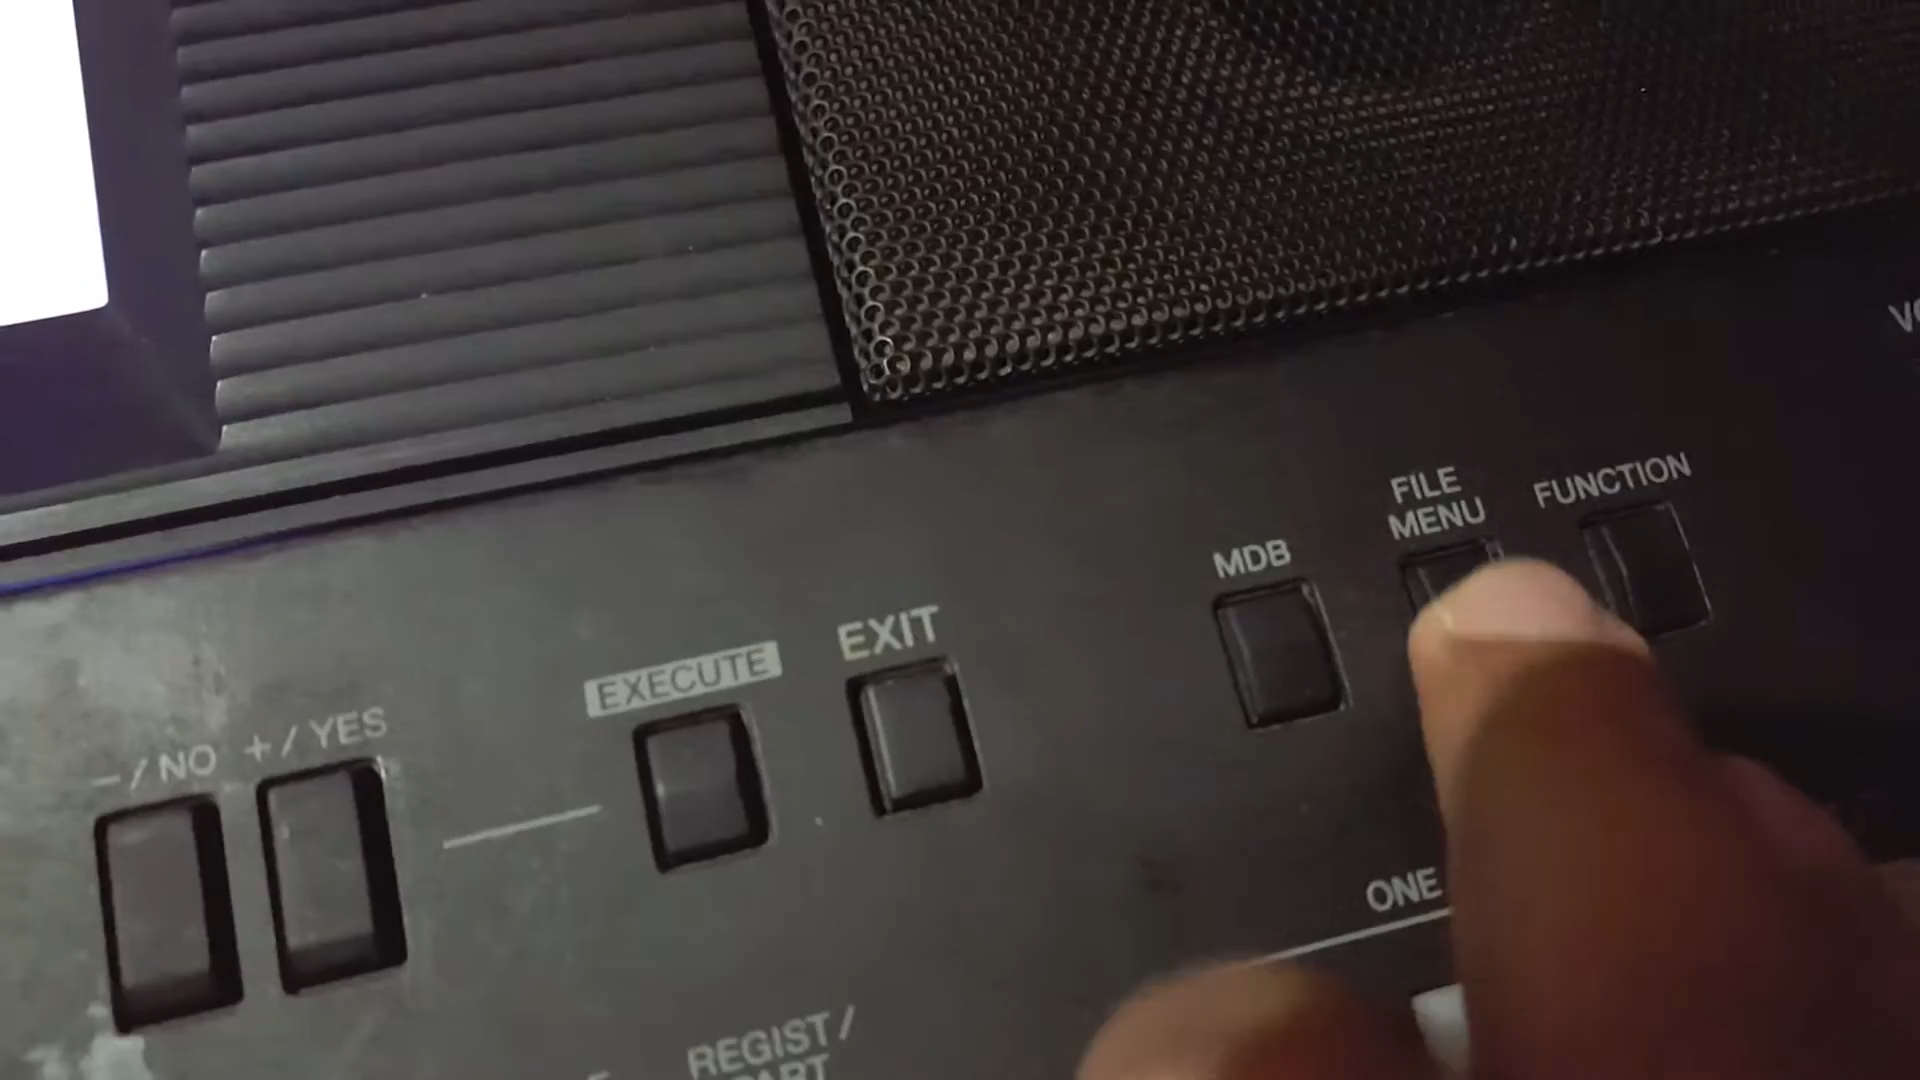 FILE
MENU
FUNCTION
MDB
EXIT
EXECUTE
-/NO +/YES
ONE
REGIST/